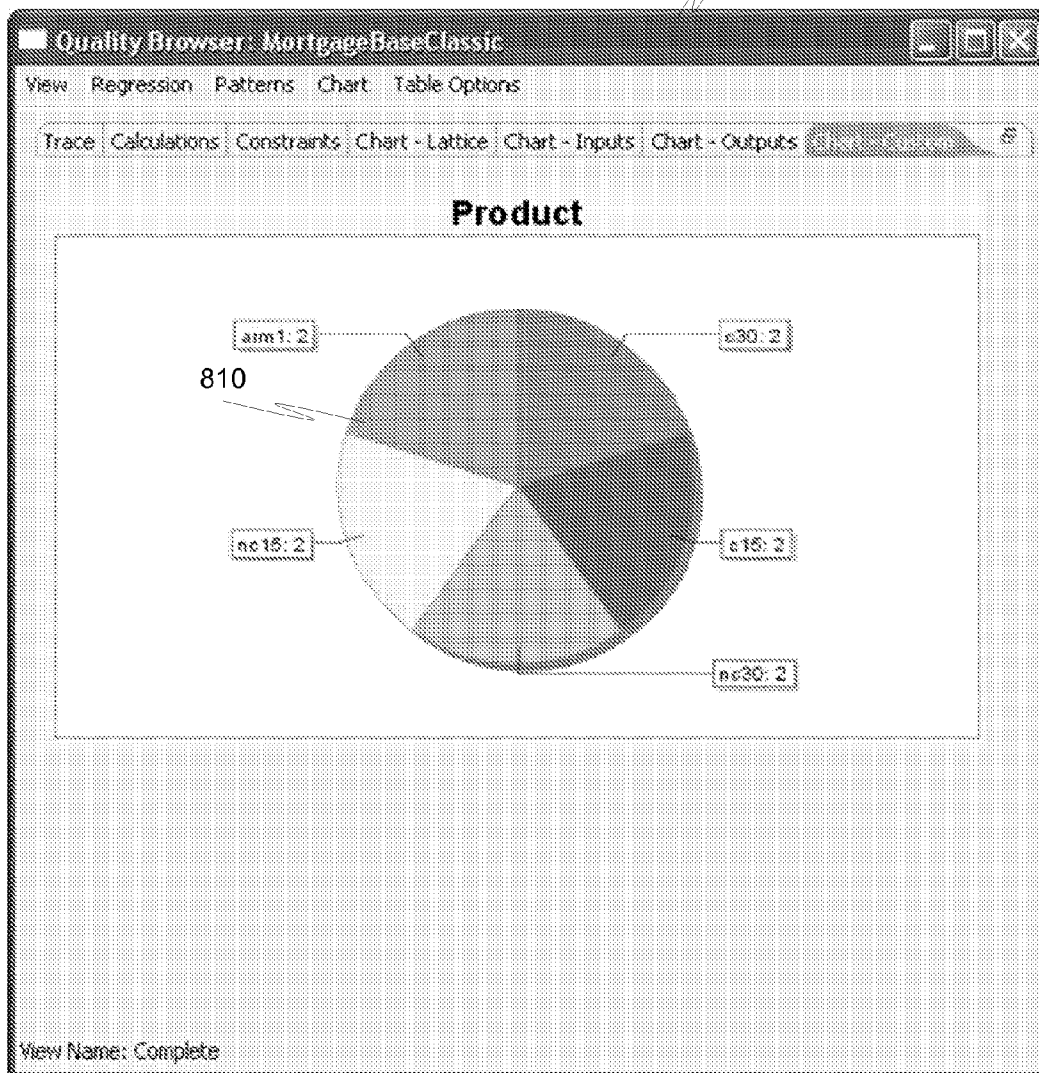 Quality Browser: MortgageBaseClassic
View Regression Patterns Chart Table Options
Trace Calculations Constraints Chart - Lattice Chart - Inputs Chart - Outputs
Product
arm1: 2
c30: 2
810
nc15: 2
c15: 2
nc30: 2
View Name: Complete